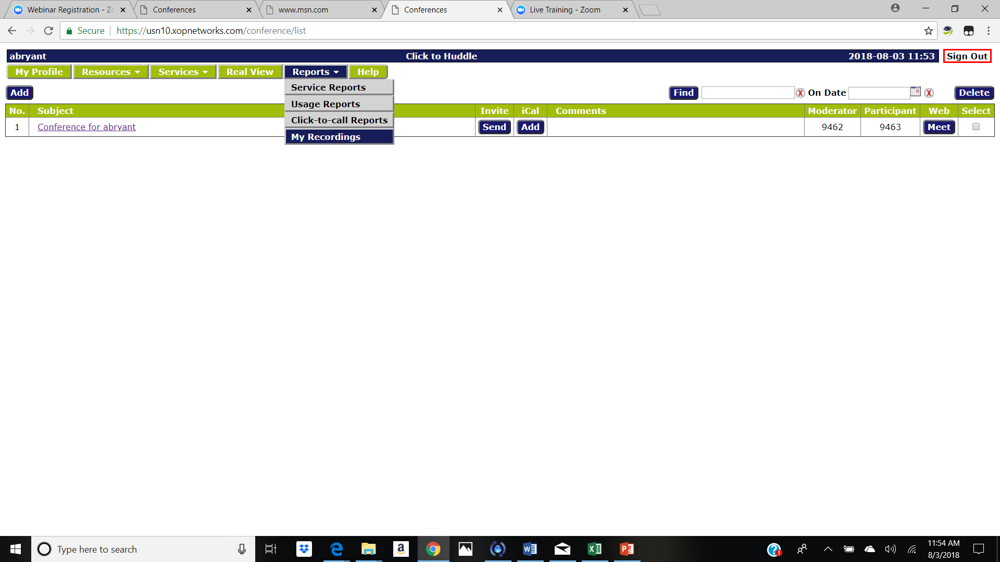 Webinar Registration - Zo
Conferences
www.msn.com
Conferences
Live Training - Zoom
Secure
https://usn10.xopnetworks.com/conference/list
abryant
Click to Huddle
2018-08-03 11:53
Sign Out
My Profile
Resources
Services
Real View
Reports
Help
Service Reports
Usage Reports
Click-to-call Reports
My Recordings
Add
Find
On Date
Delete
No. Subject Invite iCal Comments Moderator Participant Web Select
1 Conference for abryant Send Add 9462 9463 Meet
Type here to search
11:54 AM
8/3/2018